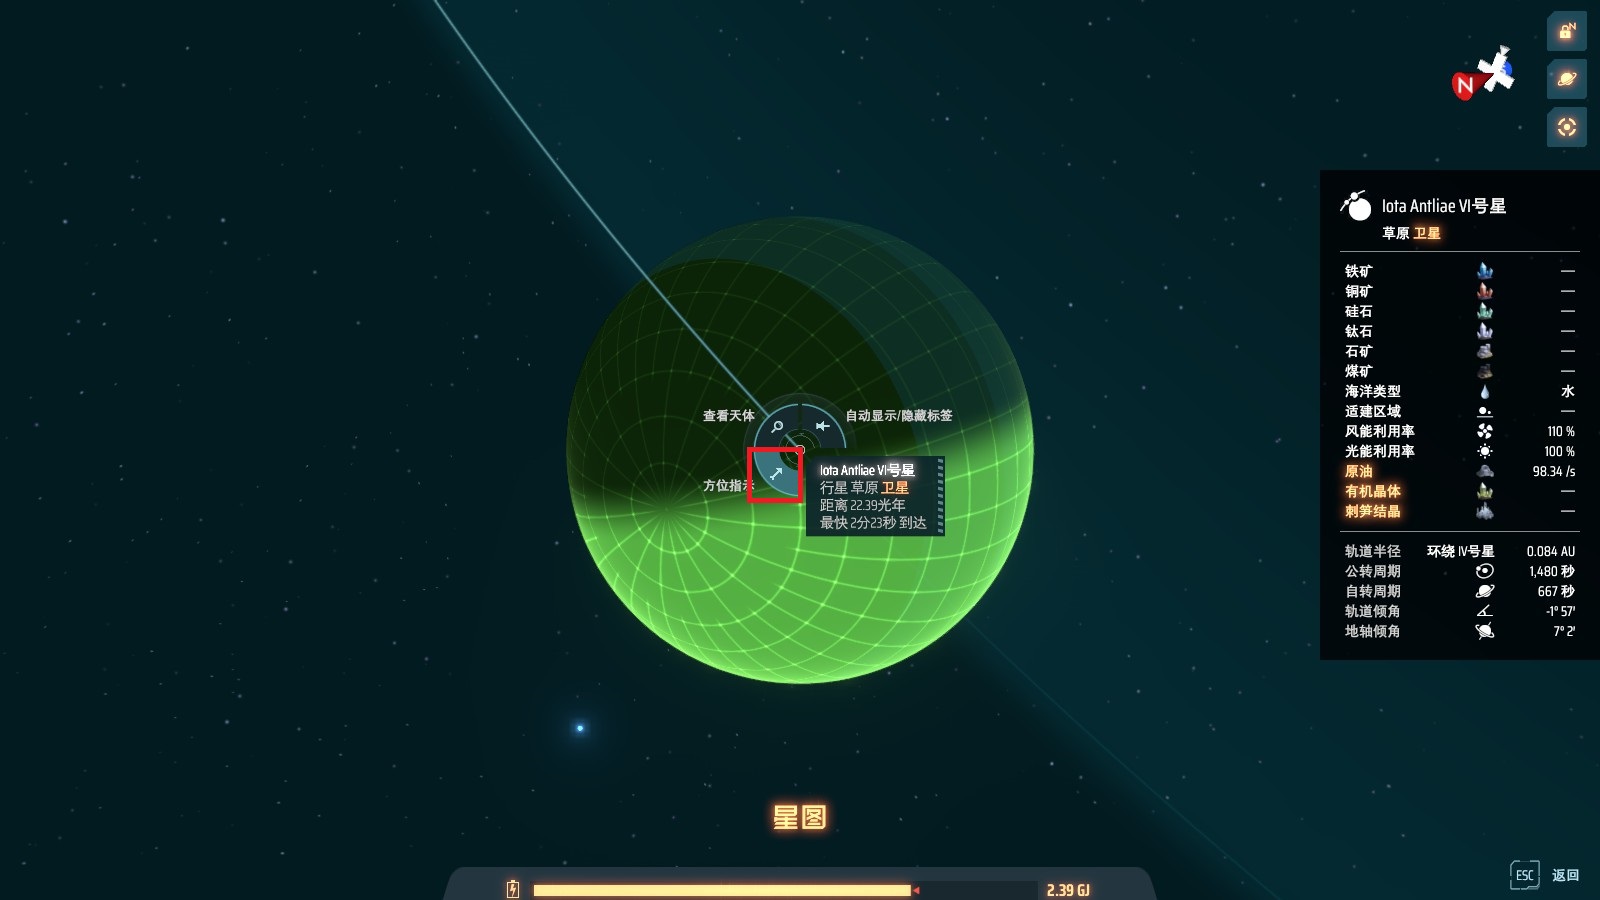 N
N
Iota Antliae VI号星
草原 卫星
铁矿 —
铜矿 —
硅石 —
钛石 —
石矿 —
煤矿 —
海洋类型 水
适建区域 —
风能利用率 110 %
光能利用率 100 %
原油 98.34 /s
有机晶体 —
刺笋结晶 —
轨道半径 环绕 IV号星 0.084 AU
公转周期 1,480 秒
自转周期 667 秒
轨道倾角 -1° 57'
地轴倾角 7° 2'
查看天体
自动显示/隐藏标签
方位指示
Iota Antliae VI号星
行星 草原 卫星
距离 22.39光年
最快 2分23秒 到达
星图
2.39 GJ
ESC 返回